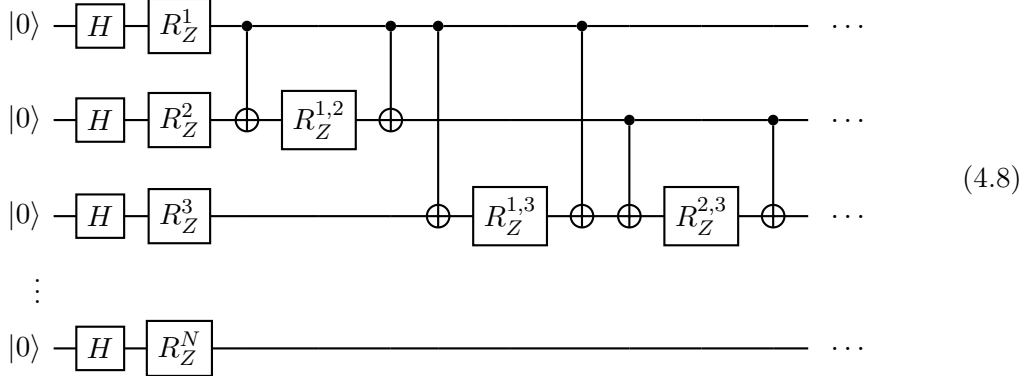 |0⟩ H R_Z^1 ⋯
|0⟩ H R_Z^2 R_Z^{1,2} ⋯
|0⟩ H R_Z^3 R_Z^{1,3} R_Z^{2,3} ⋯
(4.8)
⋮
|0⟩ H R_Z^N ⋯